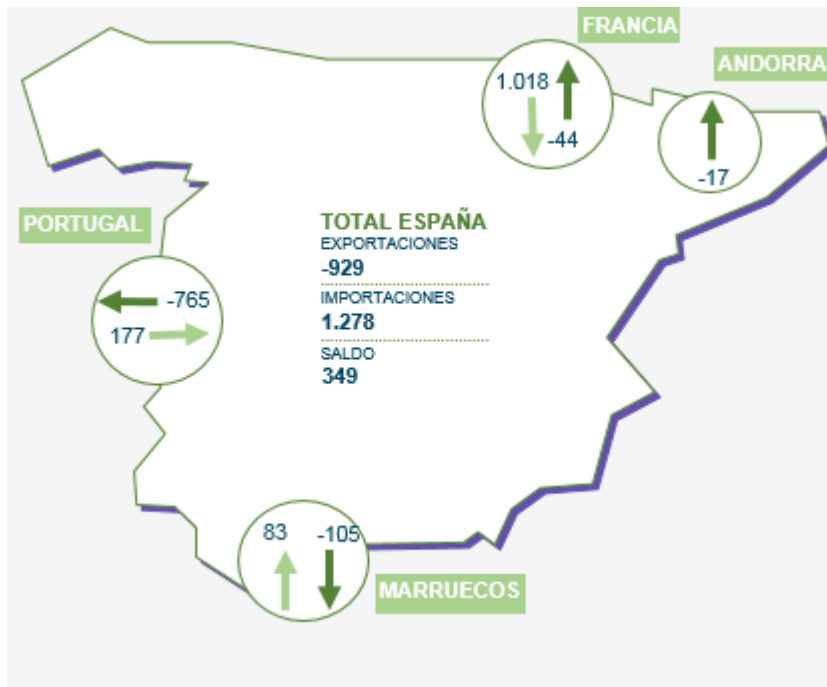 FRANCIA
1.018
-44
ANDORRA
-17
PORTUGAL
-765
177
TOTAL ESPAÑA
EXPORTACIONES
-929
IMPORTACIONES
1.278
SALDO
349
83
-105
MARRUECOS